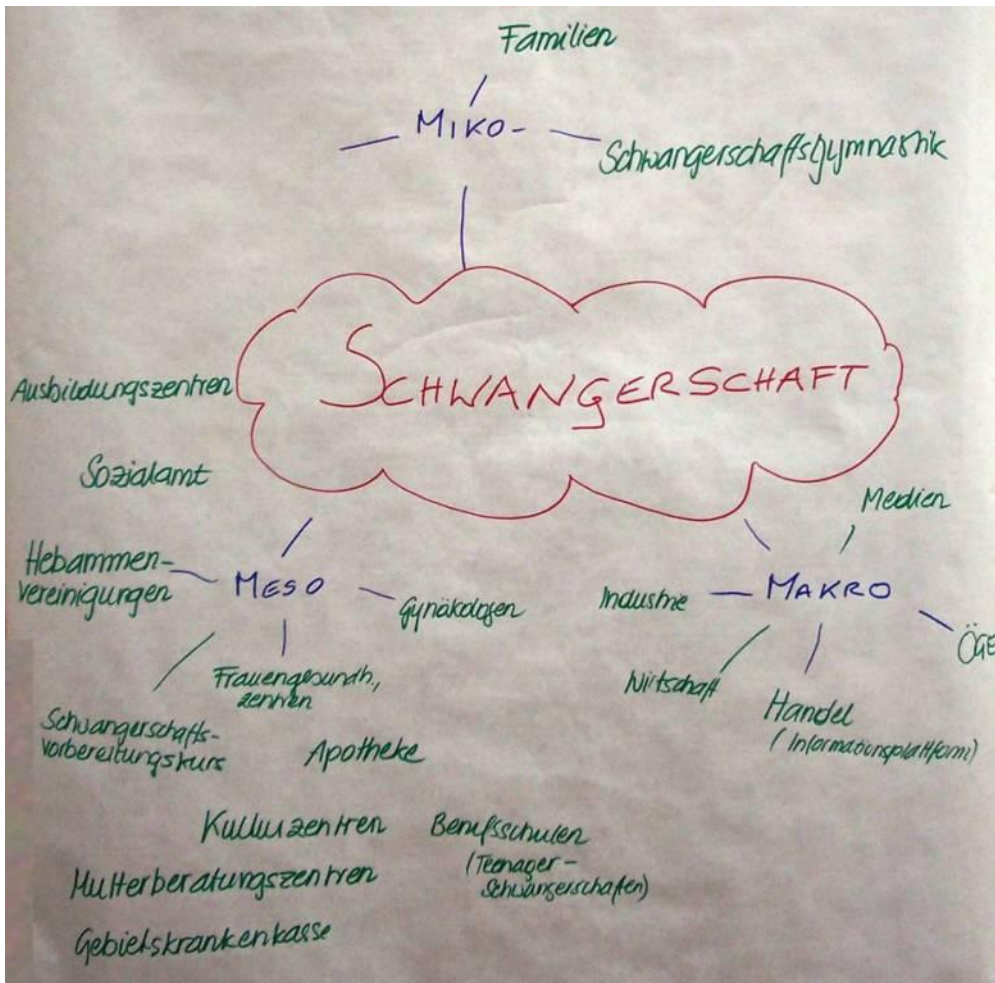 Familien
MIKO-
Schwangerschaftsgymnastik
SCHWANGERSCHAFT
Ausbildungszentren
Sozialamt
Medien
Hebammen-
vereinigungen
MESO
Gynäkologen
Industrie
MAKRO
ÖGE
Frauengesundh,
zentren
Wirtschaft
Handel
(Informationsplattform)
Schwangerschafts-
vorbereitungskurs
Apotheke
Kulturzentren
Berufsschulen
(Teenager-
Schwangerschaften)
Mutterberatungszentren
Gebietskrankenkasse